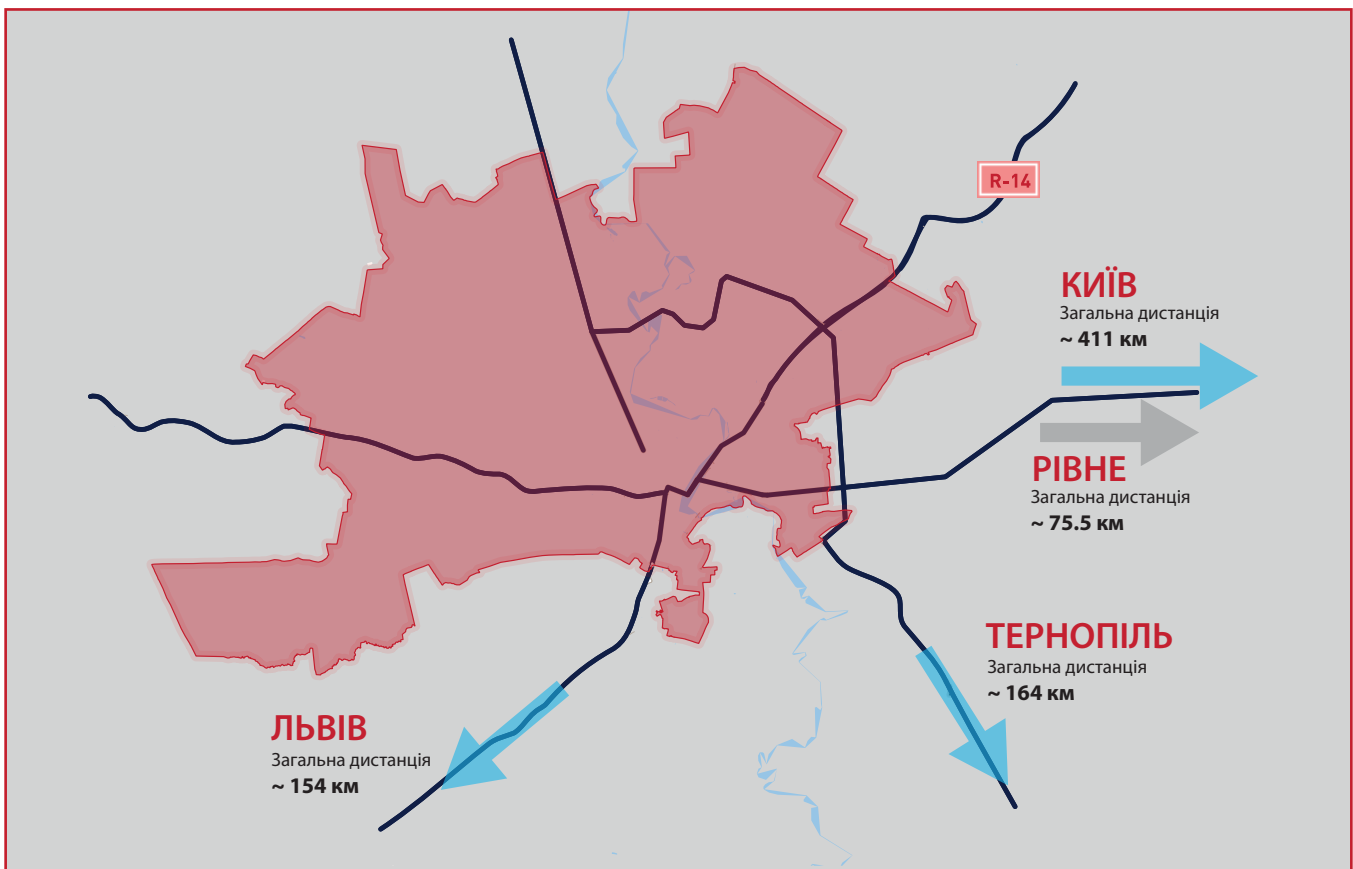 R-14
КИЇВ
Загальна дистанція
~ 411 км
РІВНЕ
Загальна дистанція
~ 75.5 км
ТЕРНОПІЛЬ
Загальна дистанція
~ 164 км
ЛЬВІВ
Загальна дистанція
~ 154 км